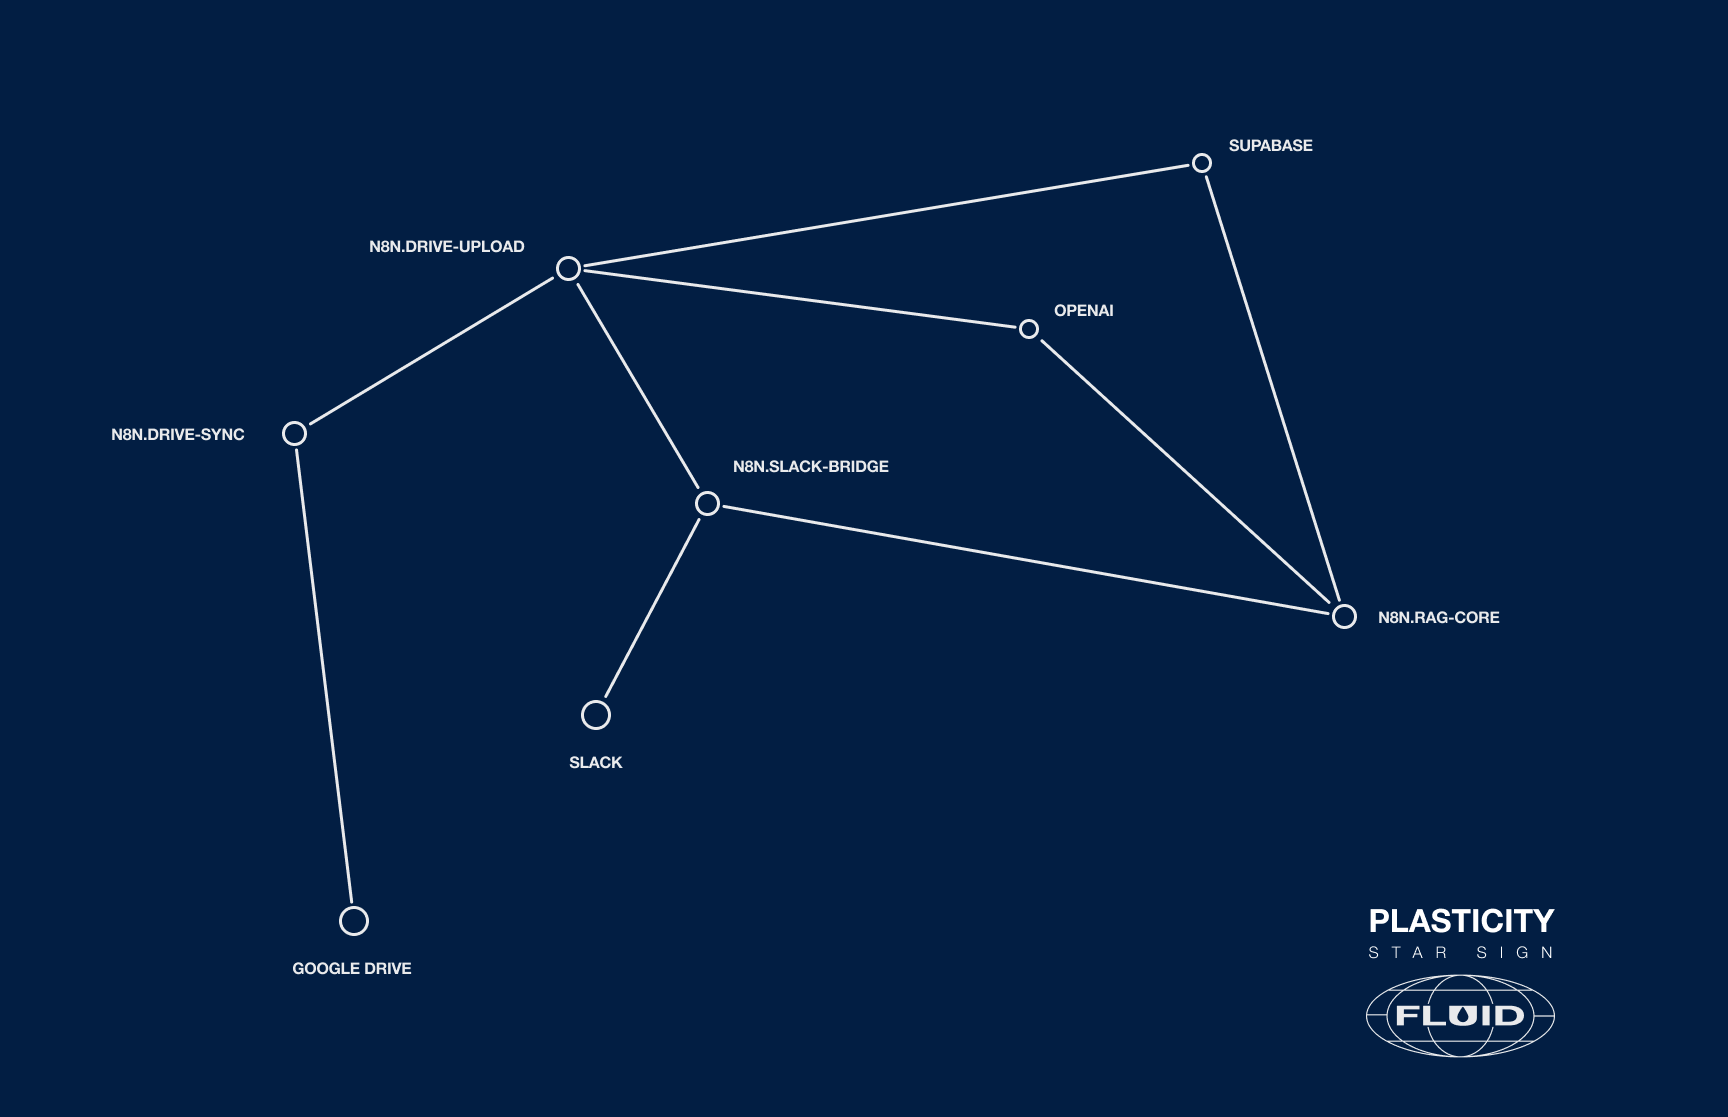 SUPABASE
N8N.DRIVE-UPLOAD
OPENAI
N8N.DRIVE-SYNC
N8N.SLACK-BRIDGE
N8N.RAG-CORE
SLACK
GOOGLE DRIVE
PLASTICITY
STAR SIGN
FLUID